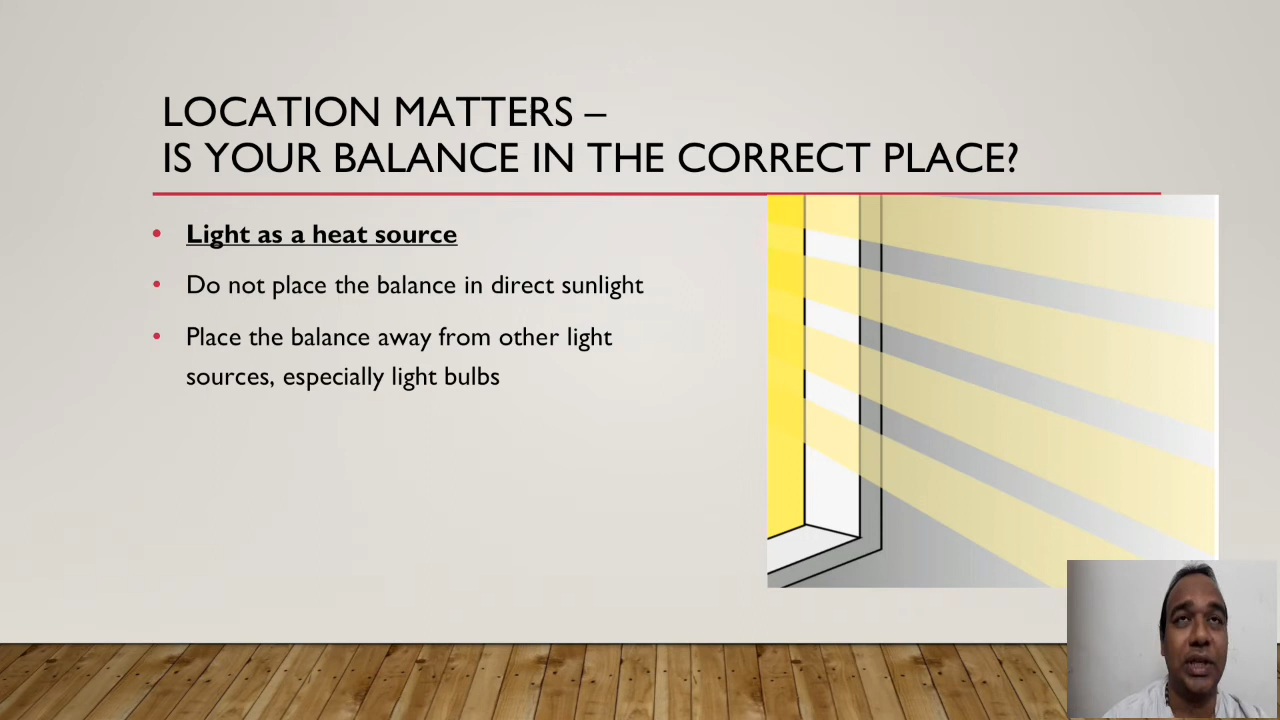 LOCATION MATTERS –
IS YOUR BALANCE IN THE CORRECT PLACE?
• Light as a heat source
• Do not place the balance in direct sunlight
• Place the balance away from other light
sources, especially light bulbs